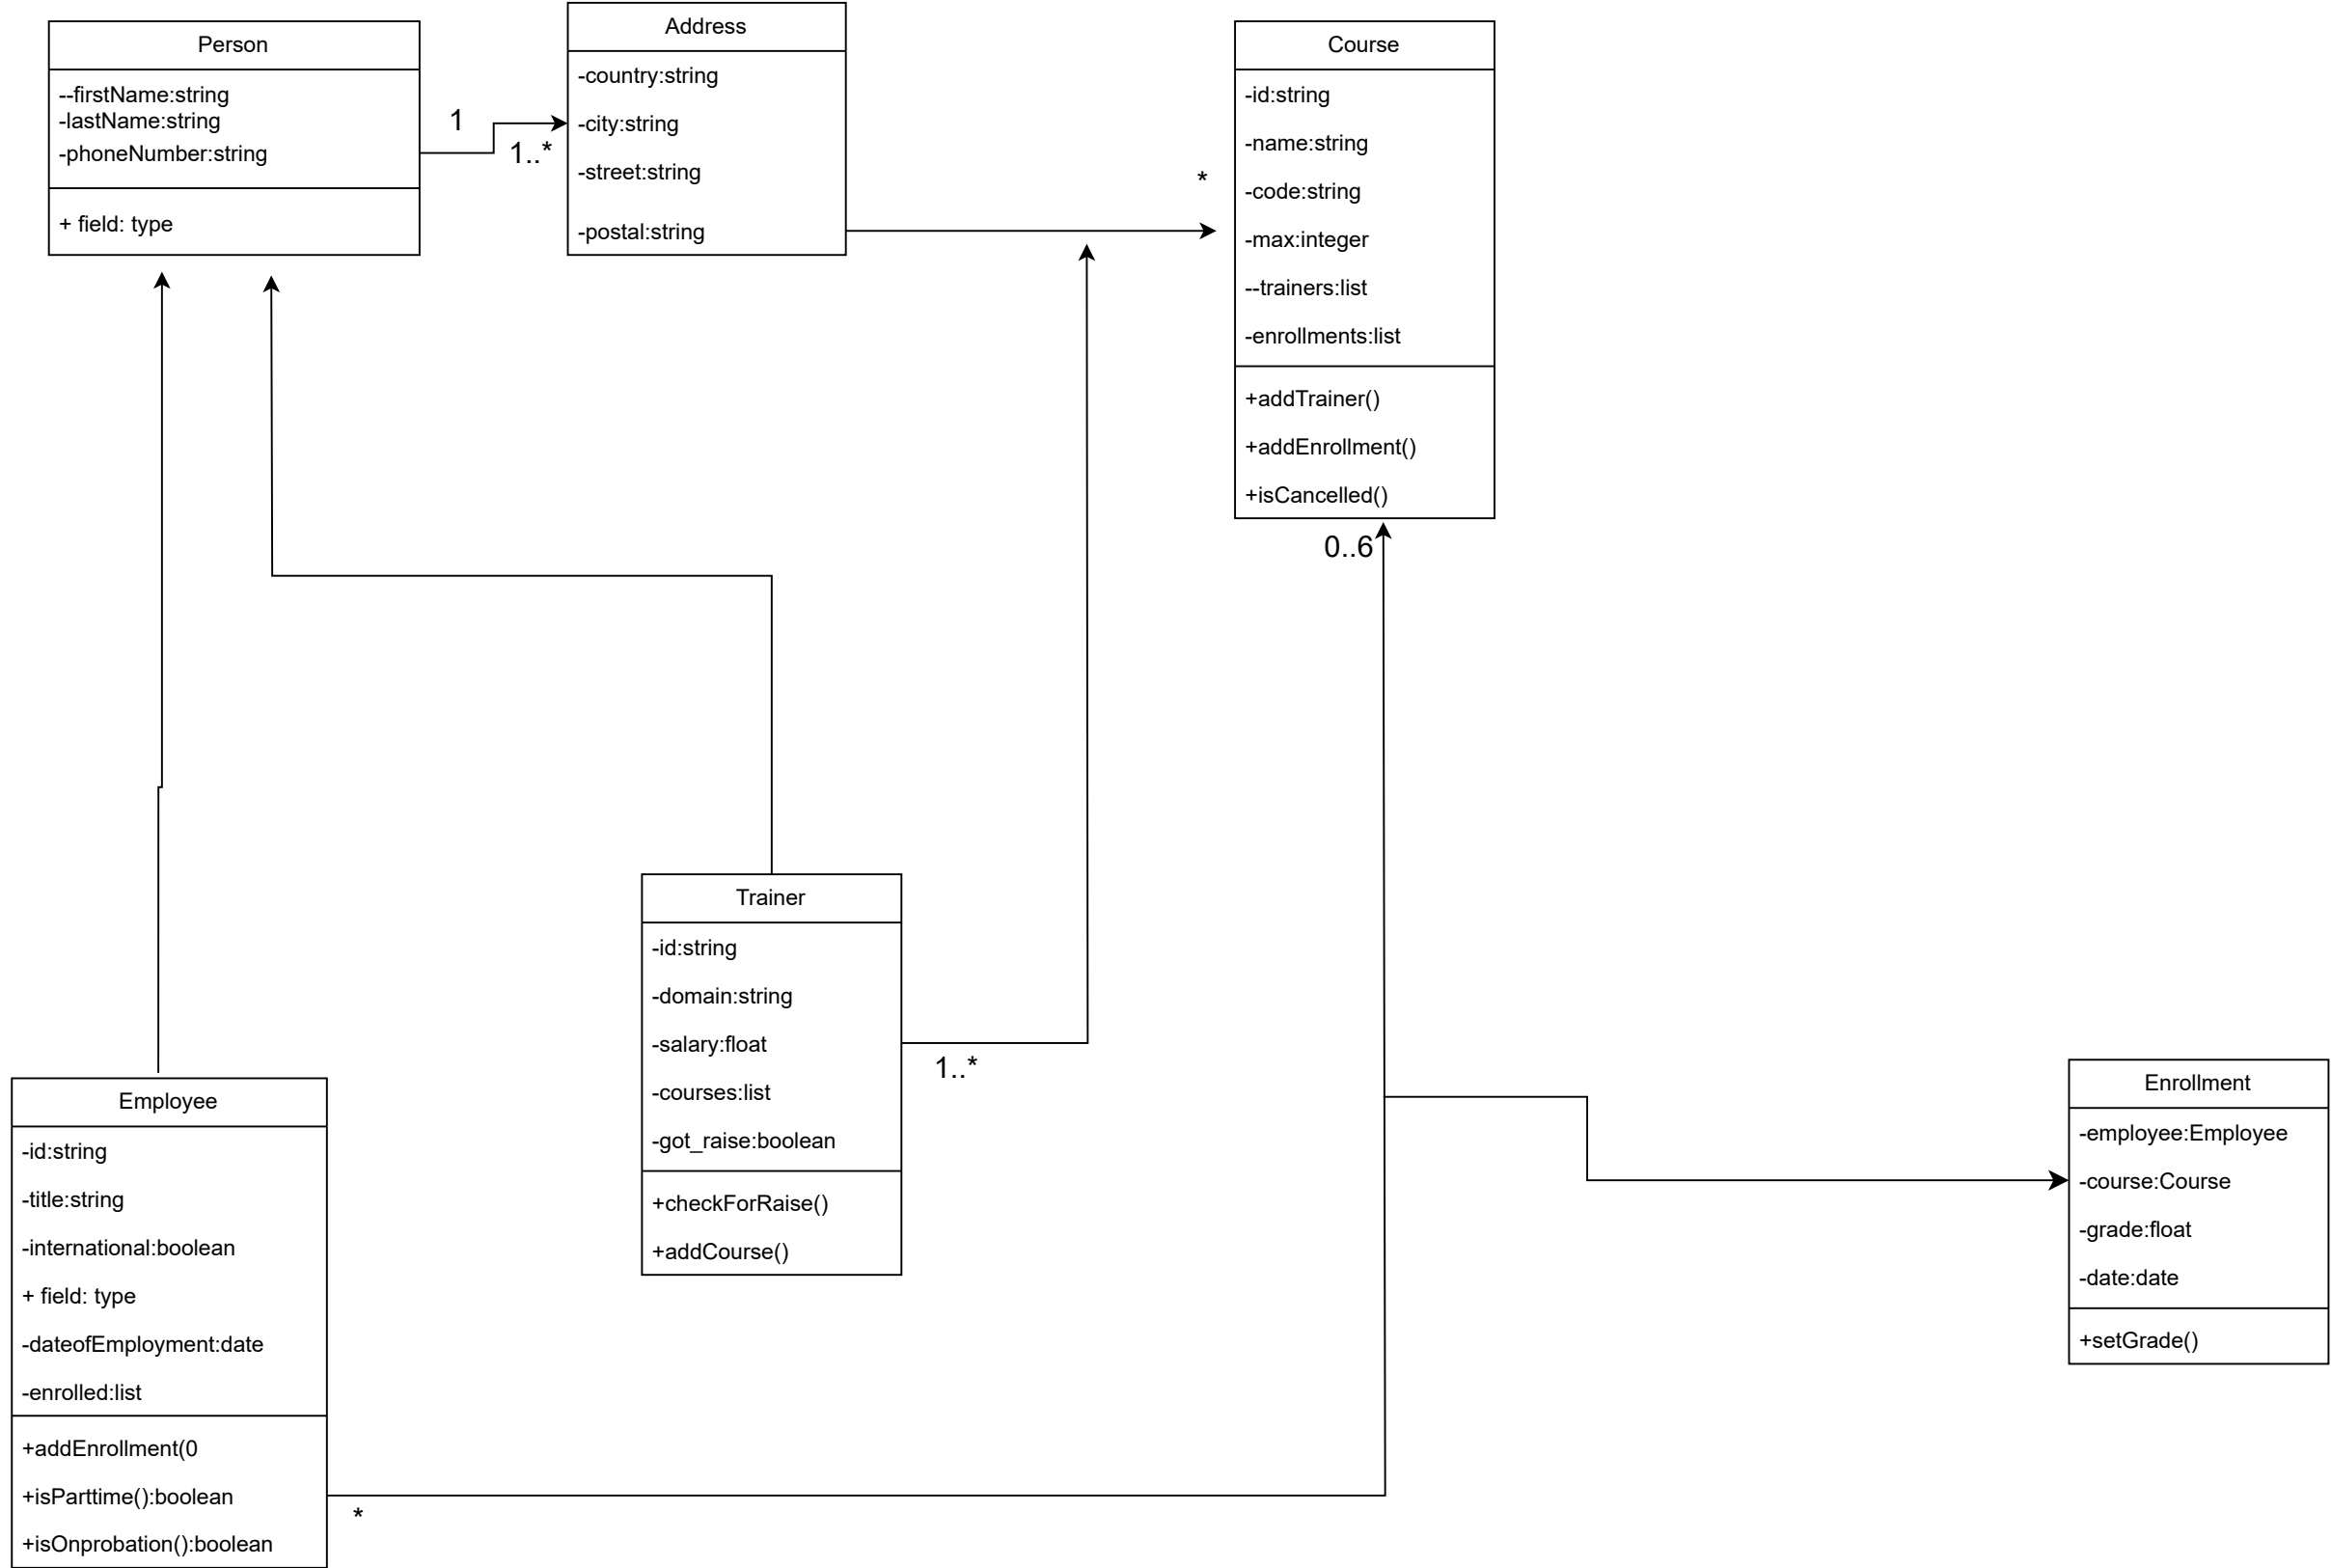 Person
--firstName:string
-lastName:string
-phoneNumber:string
+ field: type
1
1..*
Address
-country:string
-city:string
-street:string
-postal:string
*
Course
-id:string
-name:string
-code:string
-max:integer
--trainers:list
-enrollments:list
+addTrainer()
+addEnrollment()
+isCancelled()
0..6
Trainer
-id:string
-domain:string
-salary:float
-courses:list
-got_raise:boolean
+checkForRaise()
+addCourse()
1..*
Employee
-id:string
-title:string
-international:boolean
+ field: type
-dateofEmployment:date
-enrolled:list
+addEnrollment(0
+isParttime():boolean
+isOnprobation():boolean
*
Enrollment
-employee:Employee
-course:Course
-grade:float
-date:date
+setGrade()